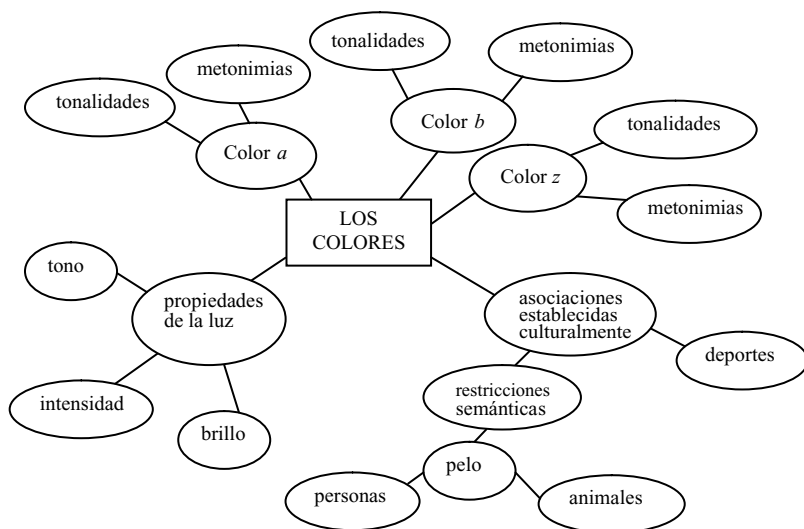 tonalidades
metonimias
metonimias
tonalidades
Color b
Color a
tonalidades
Color z
metonimias
LOS
COLORES
tono
propiedades
de la luz
asociaciones
establecidas
culturalmente
deportes
intensidad
restricciones
semánticas
brillo
pelo
personas
animales